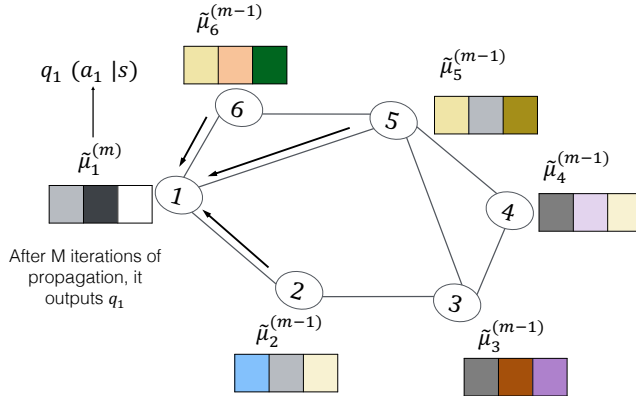 μ̃₆^(m−1)
q₁ (a₁ |s)
μ̃₅^(m−1)
6
5
μ̃₁^(m)
μ̃₄^(m−1)
1
4
After M iterations of
propagation, it
outputs q₁
2
3
μ̃₂^(m−1)
μ̃₃^(m−1)